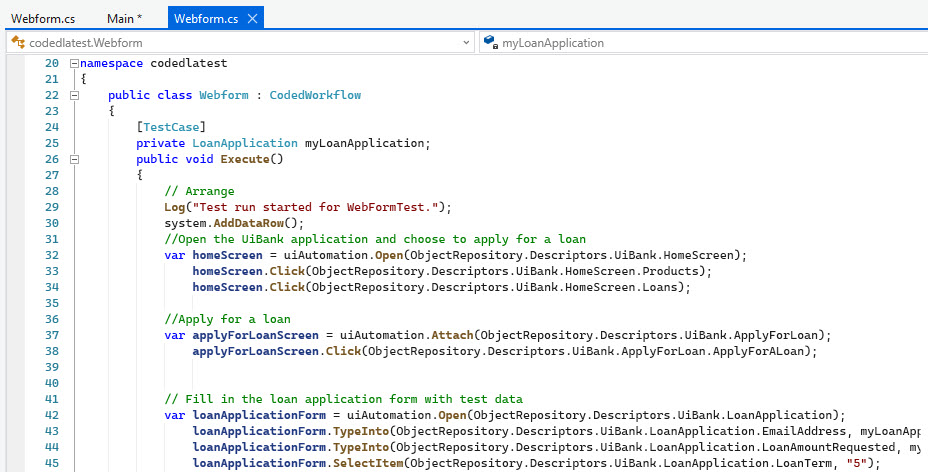 Webform.cs Main * Webform.cs
codedlatest.Webform myLoanApplication
20 namespace codedlatest
21 {
22 public class Webform : CodedWorkflow
23 {
24 [TestCase]
25 private LoanApplication myLoanApplication;
26 public void Execute()
27 {
28 // Arrange
29 Log("Test run started for WebFormTest.");
30 system.AddDataRow();
31 //Open the UiBank application and choose to apply for a loan
32 var homeScreen = uiAutomation.Open(ObjectRepository.Descriptors.UiBank.HomeScreen);
33 homeScreen.Click(ObjectRepository.Descriptors.UiBank.HomeScreen.Products);
34 homeScreen.Click(ObjectRepository.Descriptors.UiBank.HomeScreen.Loans);
35
36 //Apply for a loan
37 var applyForLoanScreen = uiAutomation.Attach(ObjectRepository.Descriptors.UiBank.ApplyForLoan);
38 applyForLoanScreen.Click(ObjectRepository.Descriptors.UiBank.ApplyForLoan.ApplyForALoan);
39
40
41 // Fill in the loan application form with test data
42 var loanApplicationForm = uiAutomation.Open(ObjectRepository.Descriptors.UiBank.LoanApplication);
43 loanApplicationForm.TypeInto(ObjectRepository.Descriptors.UiBank.LoanApplication.EmailAddress, myLoanApp
44 loanApplicationForm.TypeInto(ObjectRepository.Descriptors.UiBank.LoanApplication.LoanAmountRequested, my
45 loanApplicationForm.SelectItem(ObjectRepository.Descriptors.UiBank.LoanApplication.LoanTerm, "5");